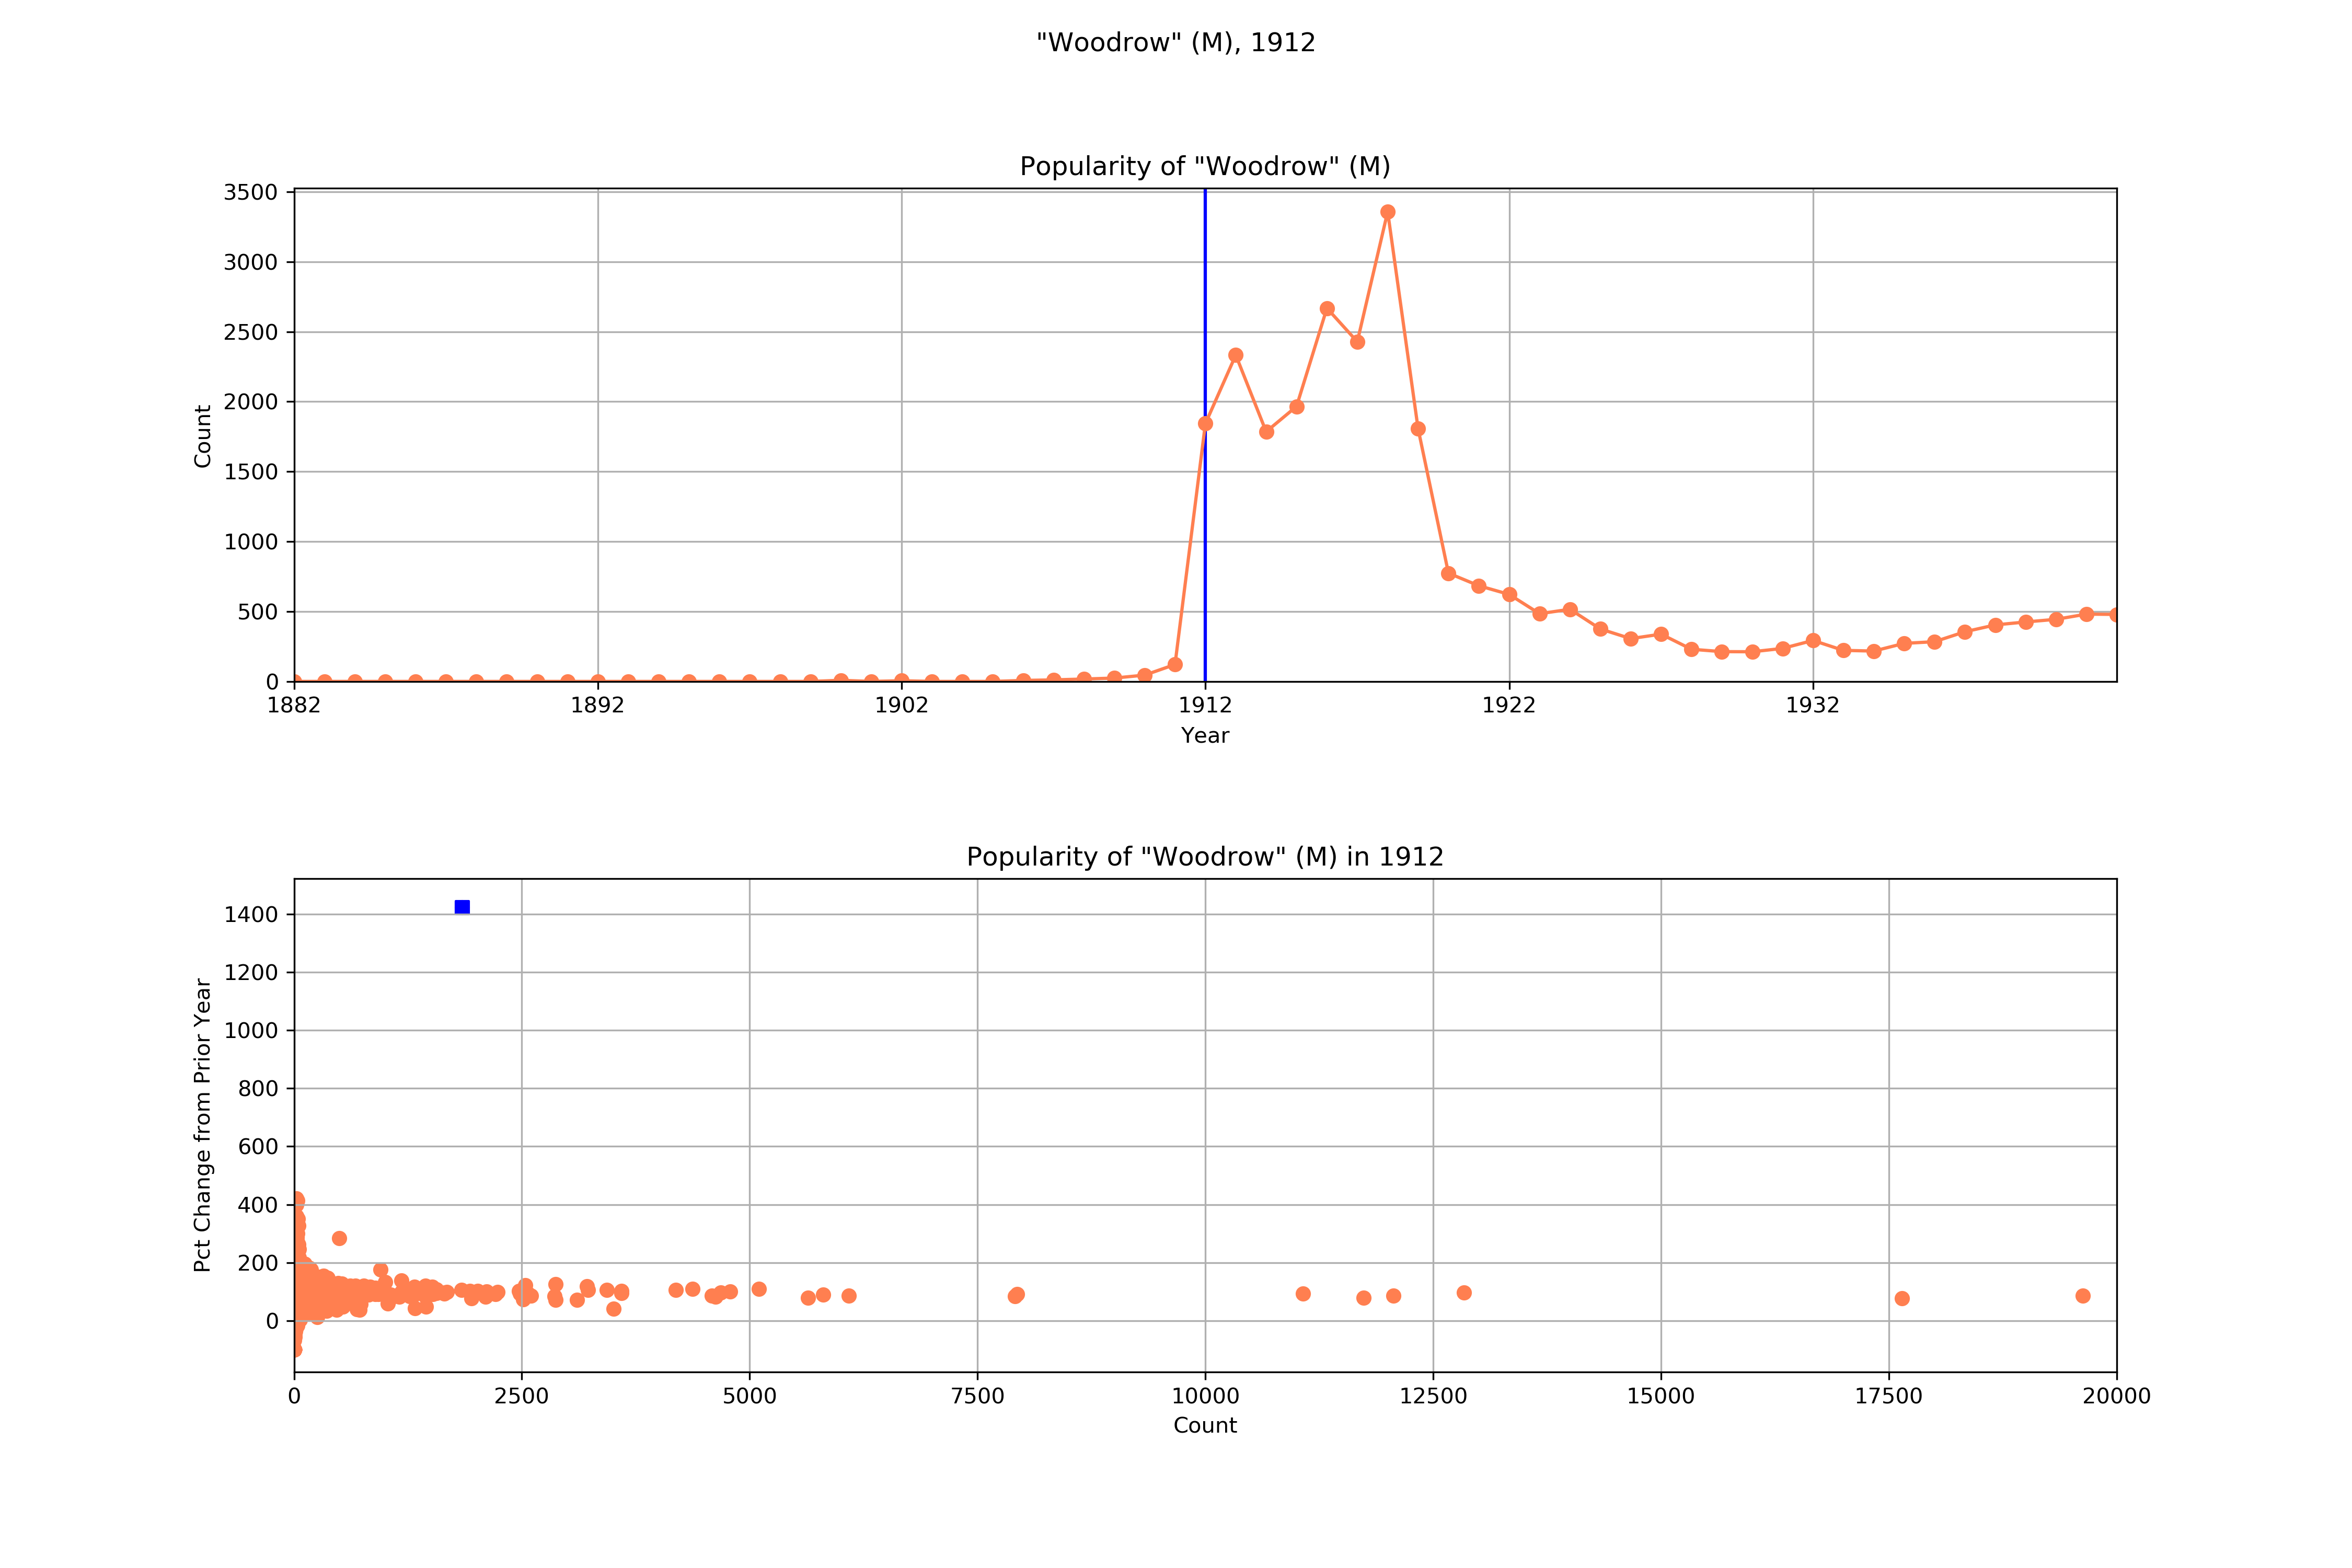 "Woodrow" (M), 1912
Popularity of "Woodrow" (M)
3500
3000
2500
2000
1500
1000
500
0
Count
1882 1892 1902 1912 1922 1932
Year
Popularity of "Woodrow" (M) in 1912
1400
1200
1000
800
600
400
200
0
Pct Change from Prior Year
0 2500 5000 7500 10000 12500 15000 17500 20000
Count